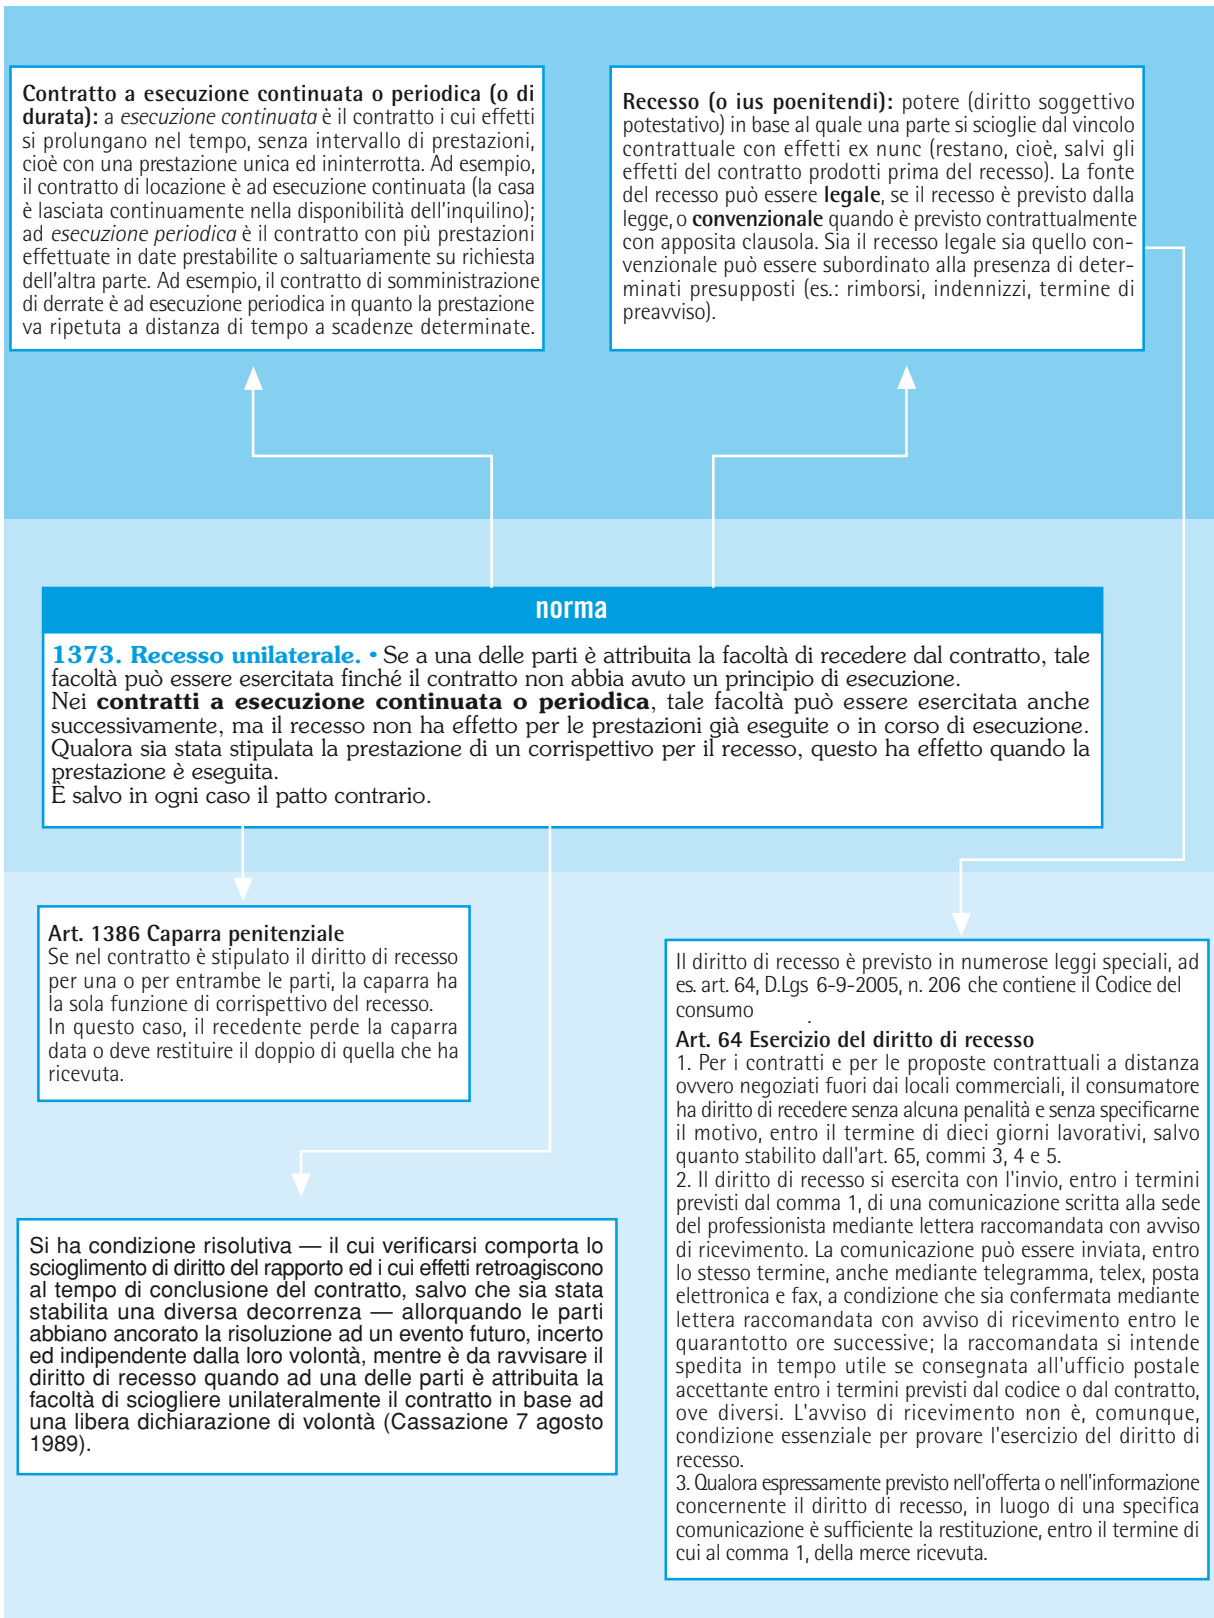 Contratto a esecuzione continuata o periodica (o di
durata): a esecuzione continuata è il contratto i cui effetti
si prolungano nel tempo, senza intervallo di prestazioni,
cioè con una prestazione unica ed ininterrotta. Ad esempio,
il contratto di locazione è ad esecuzione continuata (la casa
è lasciata continuamente nella disponibilità dell'inquilino);
ad esecuzione periodica è il contratto con più prestazioni
effettuate in date prestabilite o saltuariamente su richiesta
dell'altra parte. Ad esempio, il contratto di somministrazione
di derrate è ad esecuzione periodica in quanto la prestazione
va ripetuta a distanza di tempo a scadenze determinate.
Recesso (o ius poenitendi): potere (diritto soggettivo
potestativo) in base al quale una parte si scioglie dal vincolo
contrattuale con effetti ex nunc (restano, cioè, salvi gli
effetti del contratto prodotti prima del recesso). La fonte
del recesso può essere legale, se il recesso è previsto dalla
legge, o convenzionale quando è previsto contrattualmente
con apposita clausola. Sia il recesso legale sia quello con-
venzionale può essere subordinato alla presenza di deter-
minati presupposti (es.: rimborsi, indennizzi, termine di
preavviso).
norma
1373. Recesso unilaterale. • Se a una delle parti è attribuita la facoltà di recedere dal contratto, tale
facoltà può essere esercitata finché il contratto non abbia avuto un principio di esecuzione.
Nei contratti a esecuzione continuata o periodica, tale facoltà può essere esercitata anche
successivamente, ma il recesso non ha effetto per le prestazioni già eseguite o in corso di esecuzione.
Qualora sia stata stipulata la prestazione di un corrispettivo per il recesso, questo ha effetto quando la
prestazione è eseguita.
È salvo in ogni caso il patto contrario.
Art. 1386 Caparra penitenziale
Se nel contratto è stipulato il diritto di recesso
per una o per entrambe le parti, la caparra ha
la sola funzione di corrispettivo del recesso.
In questo caso, il recedente perde la caparra
data o deve restituire il doppio di quella che ha
ricevuta.
Si ha condizione risolutiva — il cui verificarsi comporta lo
scioglimento di diritto del rapporto ed i cui effetti retroagiscono
al tempo di conclusione del contratto, salvo che sia stata
stabilita una diversa decorrenza — allorquando le parti
abbiano ancorato la risoluzione ad un evento futuro, incerto
ed indipendente dalla loro volontà, mentre è da ravvisare il
diritto di recesso quando ad una delle parti è attribuita la
facoltà di sciogliere unilateralmente il contratto in base ad
una libera dichiarazione di volontà (Cassazione 7 agosto
1989).
Il diritto di recesso è previsto in numerose leggi speciali, ad
es. art. 64, D.Lgs 6-9-2005, n. 206 che contiene il Codice del
consumo .
Art. 64 Esercizio del diritto di recesso
1. Per i contratti e per le proposte contrattuali a distanza
ovvero negoziati fuori dai locali commerciali, il consumatore
ha diritto di recedere senza alcuna penalità e senza specificarne
il motivo, entro il termine di dieci giorni lavorativi, salvo
quanto stabilito dall'art. 65, commi 3, 4 e 5.
2. Il diritto di recesso si esercita con l'invio, entro i termini
previsti dal comma 1, di una comunicazione scritta alla sede
del professionista mediante lettera raccomandata con avviso
di ricevimento. La comunicazione può essere inviata, entro
lo stesso termine, anche mediante telegramma, telex, posta
elettronica e fax, a condizione che sia confermata mediante
lettera raccomandata con avviso di ricevimento entro le
quarantotto ore successive; la raccomandata si intende
spedita in tempo utile se consegnata all'ufficio postale
accettante entro i termini previsti dal codice o dal contratto,
ove diversi. L'avviso di ricevimento non è, comunque,
condizione essenziale per provare l'esercizio del diritto di
recesso.
3. Qualora espressamente previsto nell'offerta o nell'informazione
concernente il diritto di recesso, in luogo di una specifica
comunicazione è sufficiente la restituzione, entro il termine di
cui al comma 1, della merce ricevuta.